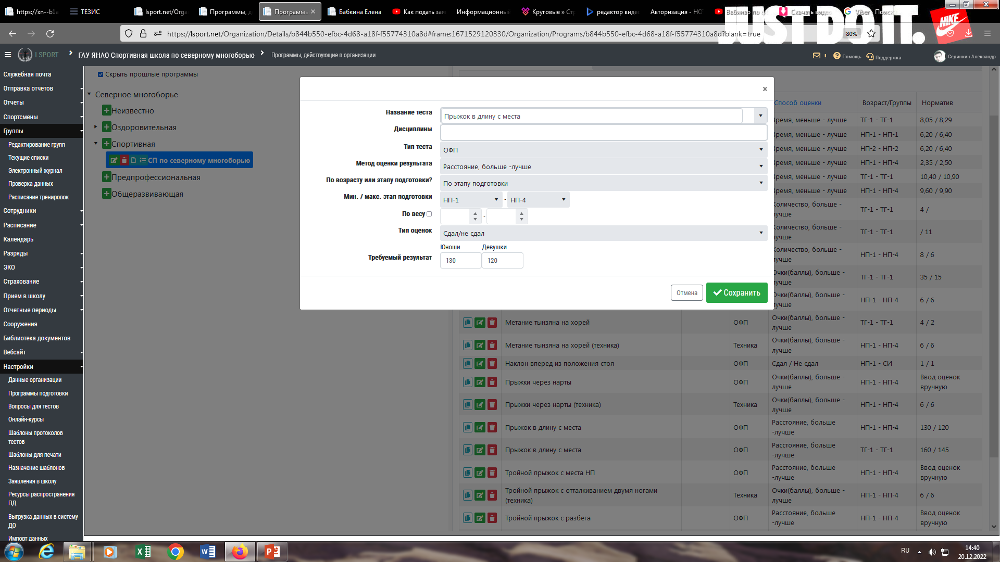 https://xn--b1a
ТЕЗИС
lsport.net/Orga
Программы, д
Программы
Бабкина Елена
Как подать зая
Информационный
Круговые » Ст
редактор виде
Авторизация - НО
Вебинар по
Скачать видео
Viber - Поиск
JUST DO IT.
NIKE
https://lsport.net/Organization/Details/b844b550-efbc-4d68-a18f-f55774310a8d#frame:1671529120330/Organization/Programs/b844b550-efbc-4d68-a18f-f55774310a8d?blank=true
80%
LSPORT
ГАУ ЯНАО Спортивная школа по северному многоборью
Программы, действующие в организации
Помощь
Поддержка
Сединкин Александр
Служебная почта
Отправка отчетов
Отчеты
Спортсмены
Группы
Редактирование групп
Текущие списки
Электронный журнал
Проверка данных
Расписание тренировок
Сотрудники
Расписание
Календарь
Разряды
ЭКО
Страхование
Прием в школу
Отчетные периоды
Сооружения
Библиотека документов
Вебсайт
Настройки
Данные организации
Программы подготовки
Вопросы для тестов
Онлайн-курсы
Шаблоны протоколов
тестов
Шаблоны для печати
Назначение шаблонов
Заявления в школу
Ресурсы распространения
ПД
Выгрузка данных в систему
ДО
Импорт данных
Скрыть прошлые программы
Северное многоборье
Неизвестно
Оздоровительная
Спортивная
СП по северному многоборью
Предпрофессиональная
Общеразвивающая
×
Название теста
Прыжок в длину с места
Дисциплины
Тип теста
ОФП
Метод оценки результата
Расстояние, больше -лучше
По возрасту или этапу подготовки?
По этапу подготовки
Мин. / макс. этап подготовки
НП-1 - НП-4
По весу
-
Тип оценок
Сдал/не сдал
Юноши Девушки
Требуемый результат
130 120
Отмена
Сохранить
Способ оценки Возраст/Группы Норматив
Время, меньше - лучше ТГ-1 - ТГ-1 8,05 / 8,29
Время, меньше - лучше НП-1 - НП-1 6,20 / 6,40
Время, меньше - лучше НП-2 - НП-2 6,20 / 6,40
Время, меньше - лучше НП-1 - НП-4 2,35 / 2,50
Время, меньше - лучше ТГ-1 - ТГ-1 10,40 / 10,90
Время, меньше - лучше НП-1 - НП-4 9,60 / 9,90
Количество, больше -
лучше ТГ-1 - ТГ-1 4 /
Количество, больше -
лучше ТГ-1 - ТГ-1 / 11
Количество, больше -
лучше НП-1 - НП-4 8 / 6
Очки(баллы), больше -
лучше ТГ-1 - ТГ-1 35 / 15
Очки(баллы), больше -
лучше НП-1 - НП-4 6 / 6
Метание тынзяна на хорей ОФП Очки(баллы), больше -
лучше ТГ-1 - ТГ-1 4 / 2
Метание тынзяна на хорей (техника) Техника Очки(баллы), больше -
лучше НП-1 - НП-4 6 / 6
Наклон вперед из положения стоя ОФП Сдал / Не сдал НП-1 - СИ 1 / 1
Прыжки через нарты ОФП Очки(баллы), больше -
лучше НП-1 - НП-4 Ввод оценок
вручную
Прыжки через нарты (техника) Техника Очки(баллы), больше -
лучше НП-1 - НП-4 6 / 6
Прыжок в длину с места ОФП Расстояние, больше
-лучше НП-1 - НП-4 130 / 120
Прыжок в длину с места ОФП Расстояние, больше
-лучше ТГ-1 - ТГ-1 160 / 145
Тройной прыжок с места НП ОФП Расстояние, больше
-лучше НП-1 - НП-4 Ввод оценок
вручную
Тройной прыжок с отталкиванием двумя ногами
(техника) Техника Очки(баллы), больше -
лучше НП-1 - НП-4 6 / 6
Тройной прыжок с разбега ОФП Расстояние, больше
-лучше НП-1 - НП-4 Ввод оценок
вручную
RU
14:40
20.12.2022